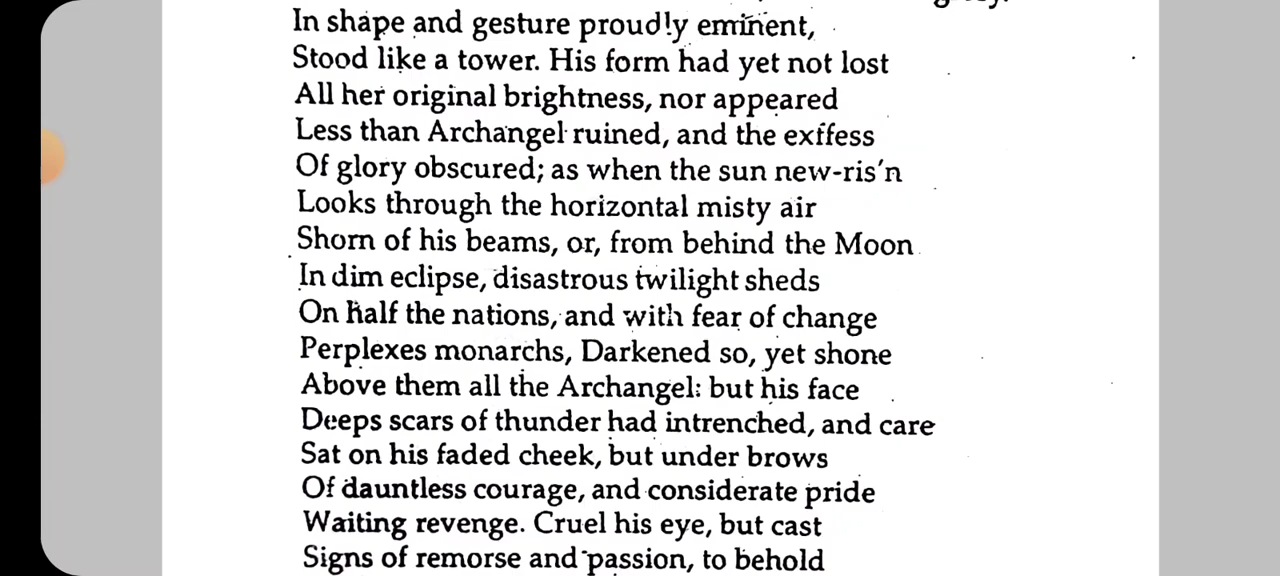 In shape and gesture proudly eminent,
Stood like a tower. His form had yet not lost
All her original brightness, nor appeared
Less than Archangel ruined, and the exffess
Of glory obscured; as when the sun new-ris'n
Looks through the horizontal misty air
Shorn of his beams, or, from behind the Moon
In dim eclipse, disastrous twilight sheds
On half the nations, and with fear of change
Perplexes monarchs, Darkened so, yet shone
Above them all the Archangel: but his face
Deeps scars of thunder had intrenched, and care
Sat on his faded cheek, but under brows
Of dauntless courage, and considerate pride
Waiting revenge. Cruel his eye, but cast
Signs of remorse and passion, to behold